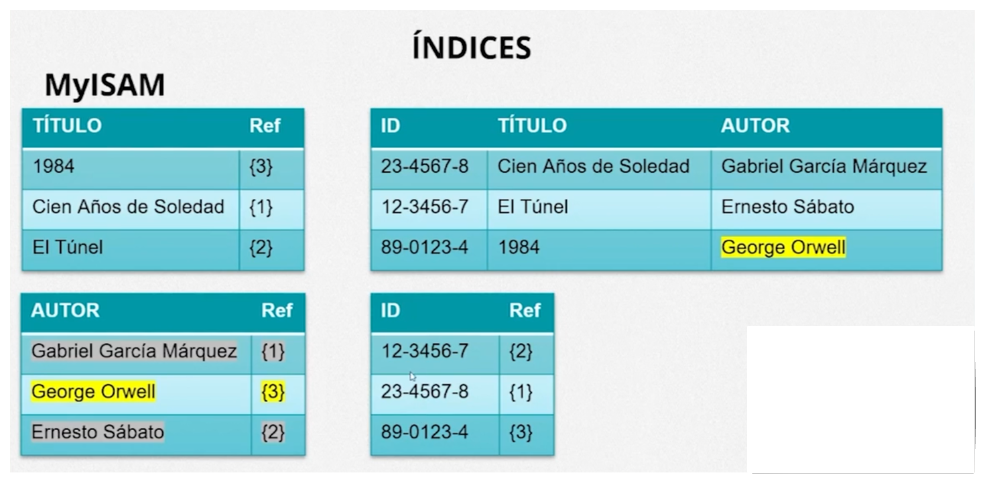 ÍNDICES
MyISAM
TÍTULO Ref
1984 {3}
Cien Años de Soledad {1}
El Túnel {2}
ID TÍTULO AUTOR
23-4567-8 Cien Años de Soledad Gabriel García Márquez
12-3456-7 El Túnel Ernesto Sábato
89-0123-4 1984 George Orwell
AUTOR Ref
Gabriel García Márquez {1}
George Orwell {3}
Ernesto Sábato {2}
ID Ref
12-3456-7 {2}
23-4567-8 {1}
89-0123-4 {3}